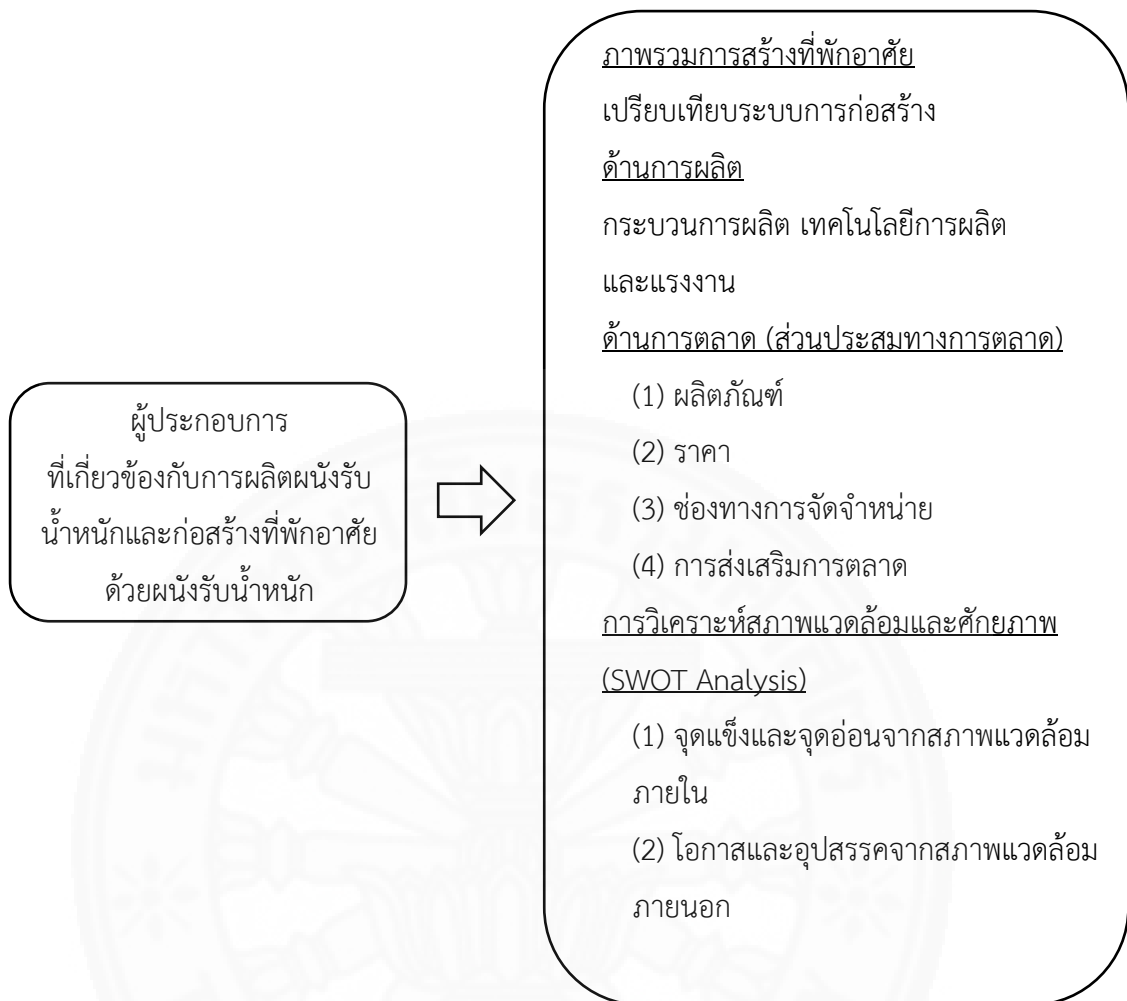 ผู้ประกอบการ
ที่เกี่ยวข้องกับการผลิตผนังรับ
น้ำหนักและก่อสร้างที่พักอาศัย
ด้วยผนังรับน้ำหนัก
ภาพรวมการสร้างที่พักอาศัย
เปรียบเทียบระบบการก่อสร้าง
ด้านการผลิต
กระบวนการผลิต เทคโนโลยีการผลิต
และแรงงาน
ด้านการตลาด (ส่วนประสมทางการตลาด)
(1) ผลิตภัณฑ์
(2) ราคา
(3) ช่องทางการจัดจำหน่าย
(4) การส่งเสริมการตลาด
การวิเคราะห์สภาพแวดล้อมและศักยภาพ
(SWOT Analysis)
(1) จุดแข็งและจุดอ่อนจากสภาพแวดล้อม
ภายใน
(2) โอกาสและอุปสรรคจากสภาพแวดล้อม
ภายนอก